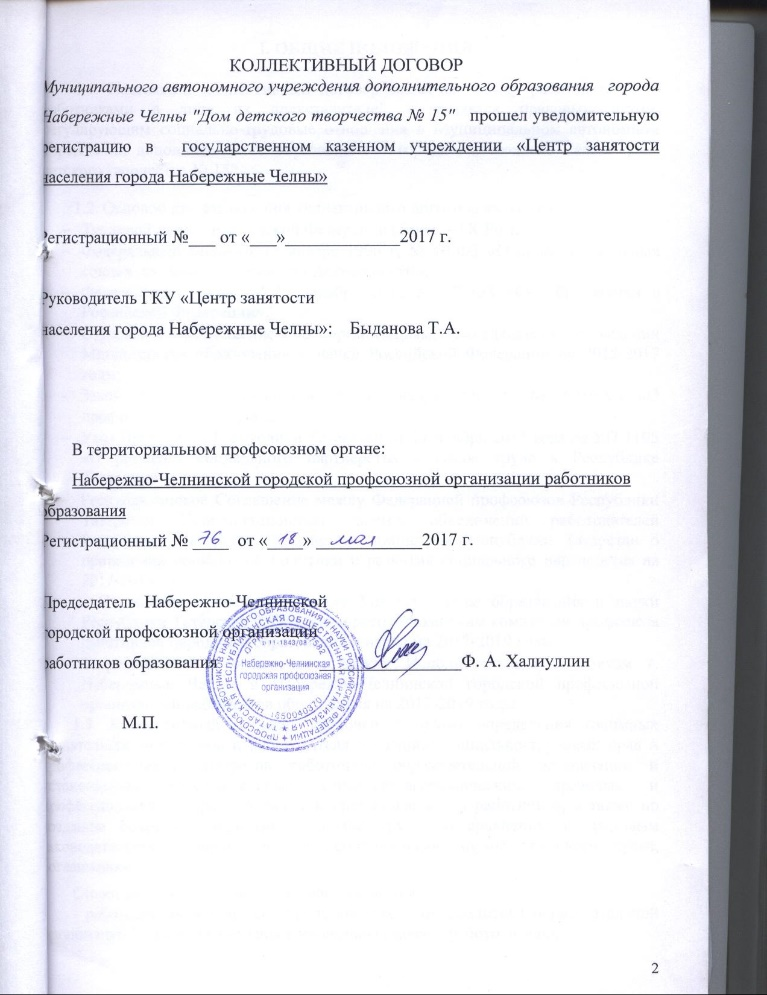 КОЛЛЕКТИВНЫЙ ДОГОВОР
Муниципального автономного учреждения дополнительного образования города
Набережные Челны "Дом детского творчества № 15" прошел уведомительную
регистрацию в государственном казенном учреждении «Центр занятости
населения города Набережные Челны»
Регистрационный №___ от «___»_____________2017 г.
Руководитель ГКУ «Центр занятости
населения города Набережные Челны»: Быданова Т.А.
В территориальном профсоюзном органе:
Набережно-Челнинской городской профсоюзной организации работников
образования
Регистрационный № 76 от «18» мая 2017 г.
Председатель Набережно-Челнинской
городской профсоюзной организации
работников образования ________________Ф. А. Халиуллин
Набережно-Челнинская
городская профсоюзная
организация
М.П.
2